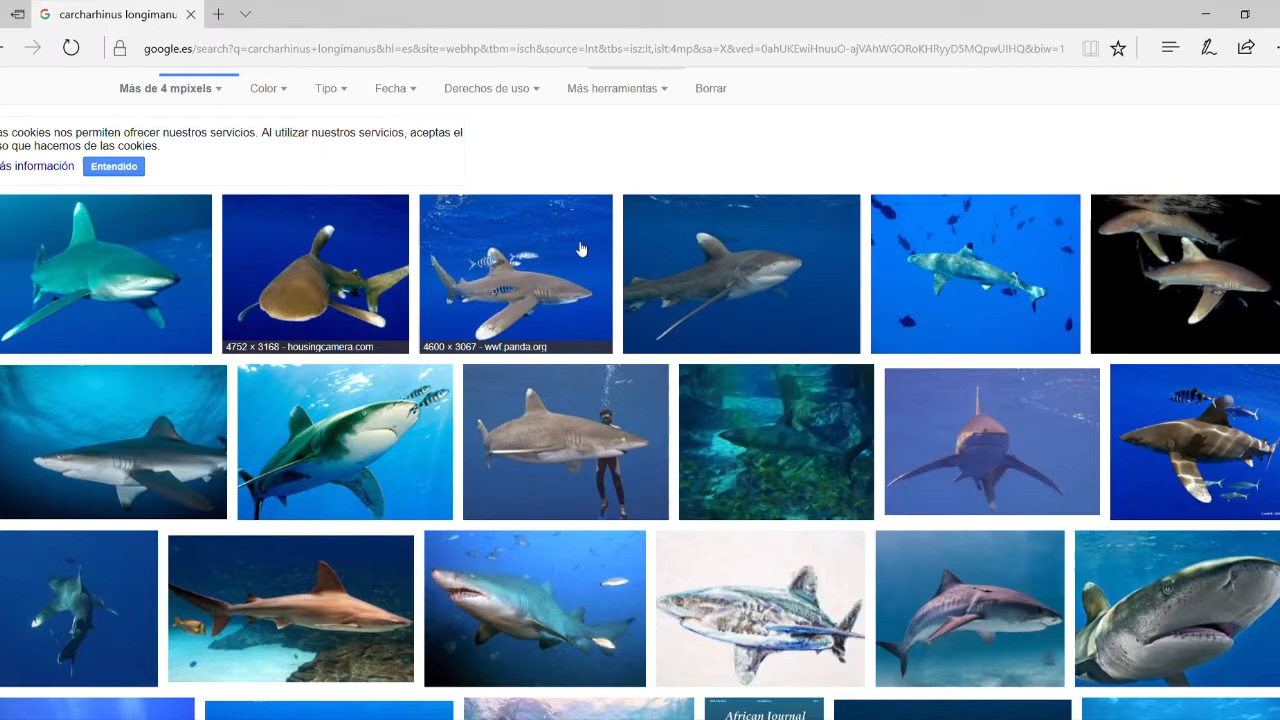 carcharhinus longimanu
google.es/search?q=carcharhinus+longimanus&hl=es&site=webhp&tbm=isch&source=lnt&tbs=isz:lt,islt:4mp&sa=X&ved=0ahUKEwiHnuuO-ajVAhWGORoKHRyyD5MQpwUIHQ&biw=1
Más de 4 mpixels Color Tipo Fecha Derechos de uso Más herramientas Borrar
as cookies nos permiten ofrecer nuestros servicios. Al utilizar nuestros servicios, aceptas el
so que hacemos de las cookies.
ás información Entendido
4752 × 3168 - housingcamera.com
4600 × 3067 - wwf.panda.org
African Journal